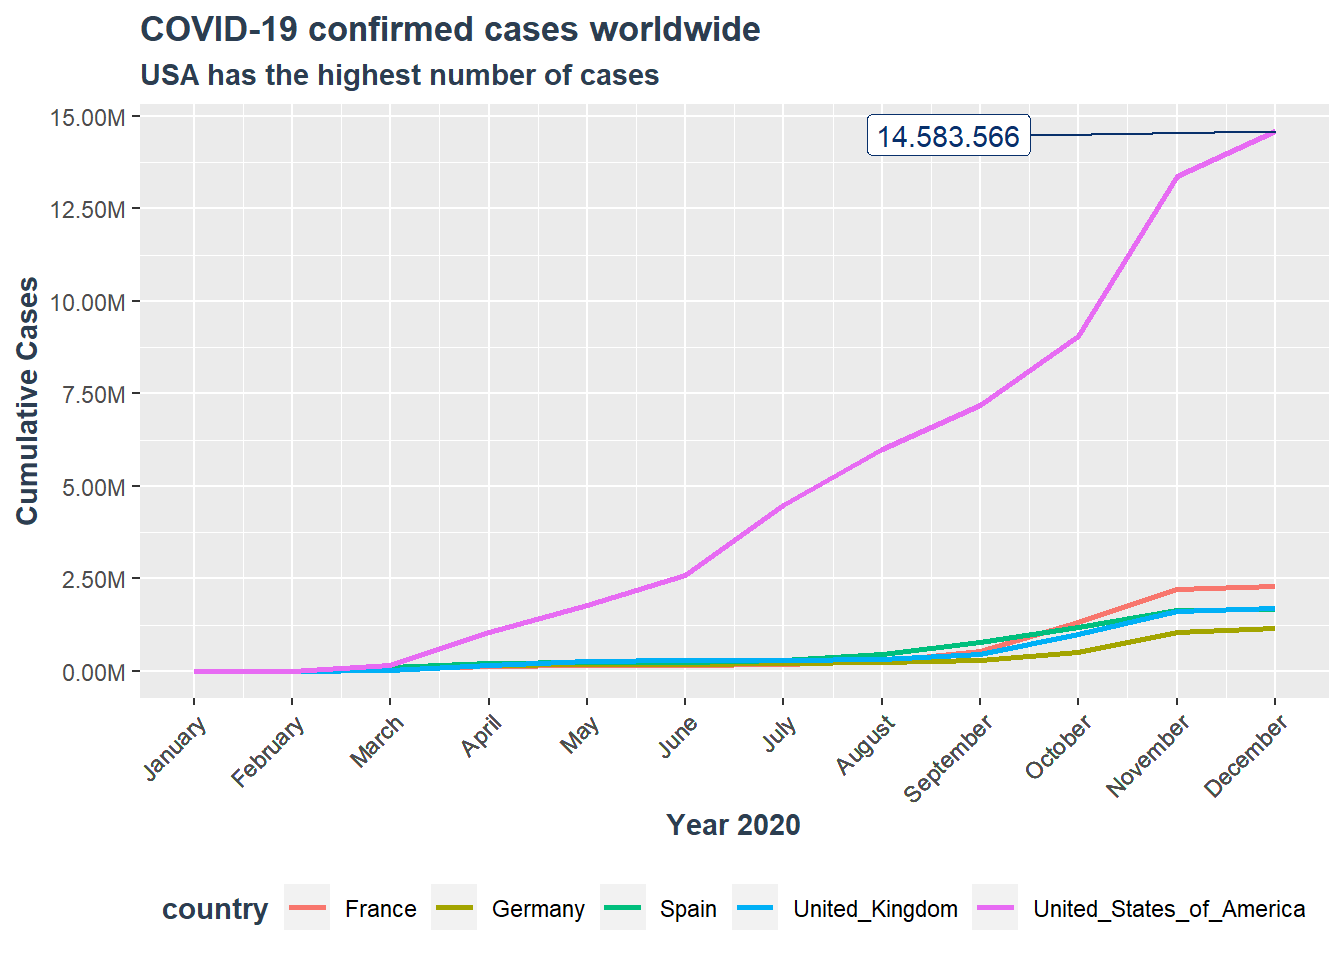 COVID-19 confirmed cases worldwide
USA has the highest number of cases
15.00M
12.50M
10.00M
7.50M
5.00M
2.50M
0.00M
Cumulative Cases
14.583.566
January
February
March
April
May
June
July
August
September
October
November
December
Year 2020
country France Germany Spain United_Kingdom United_States_of_America